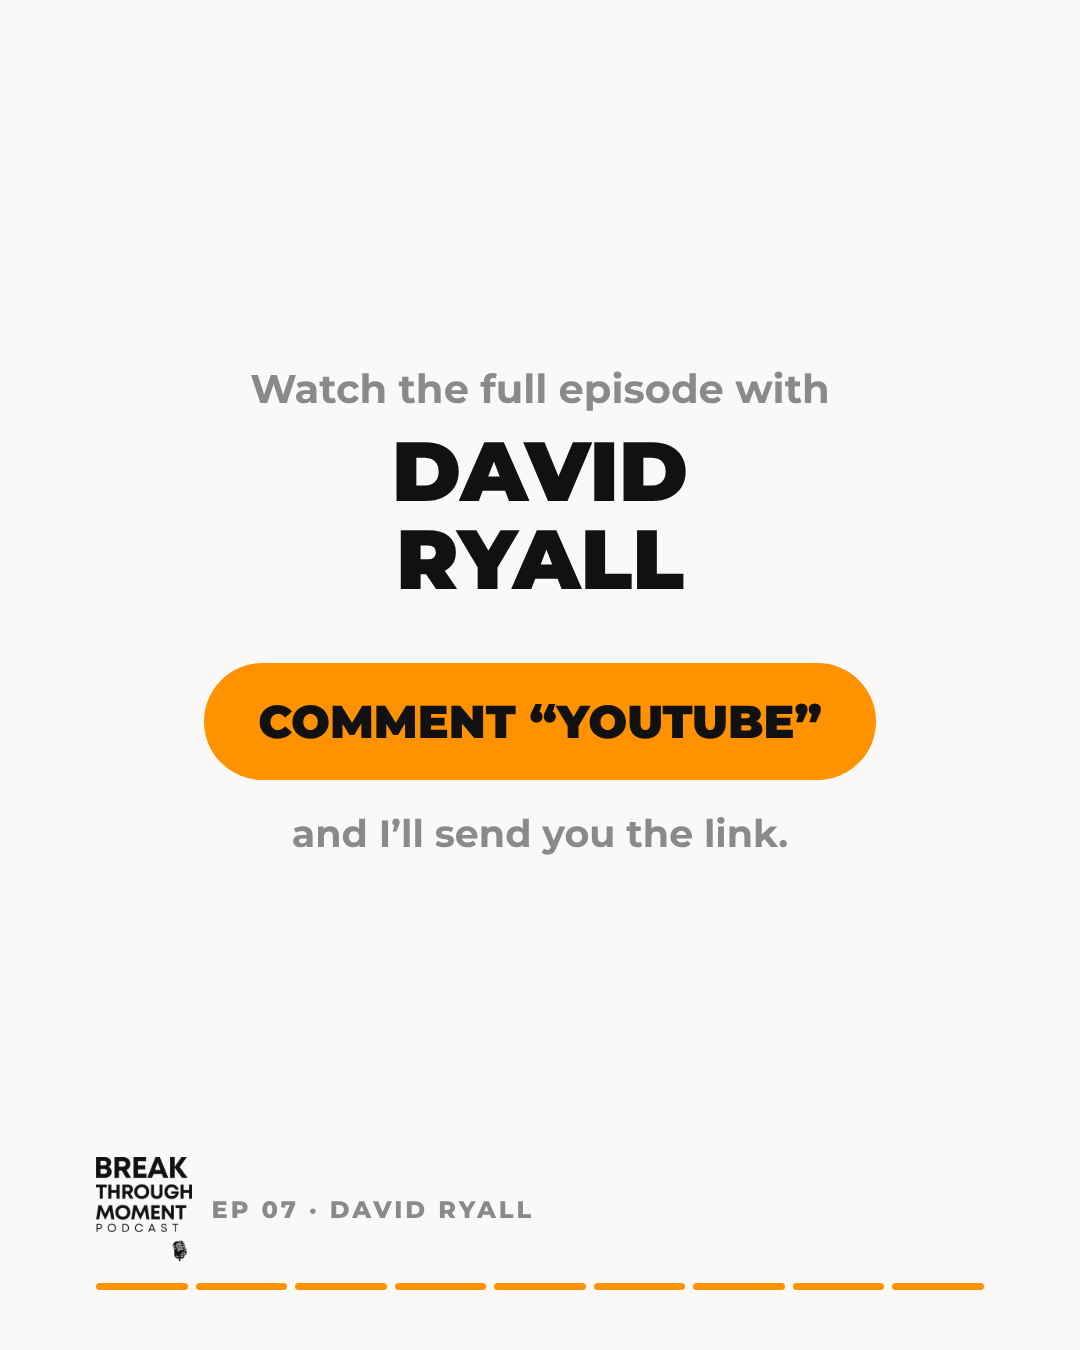 Watch the full episode with
DAVID
RYALL
COMMENT “YOUTUBE”
and I’ll send you the link.
BREAK
THROUGH
MOMENT
PODCAST
EP 07 · DAVID RYALL